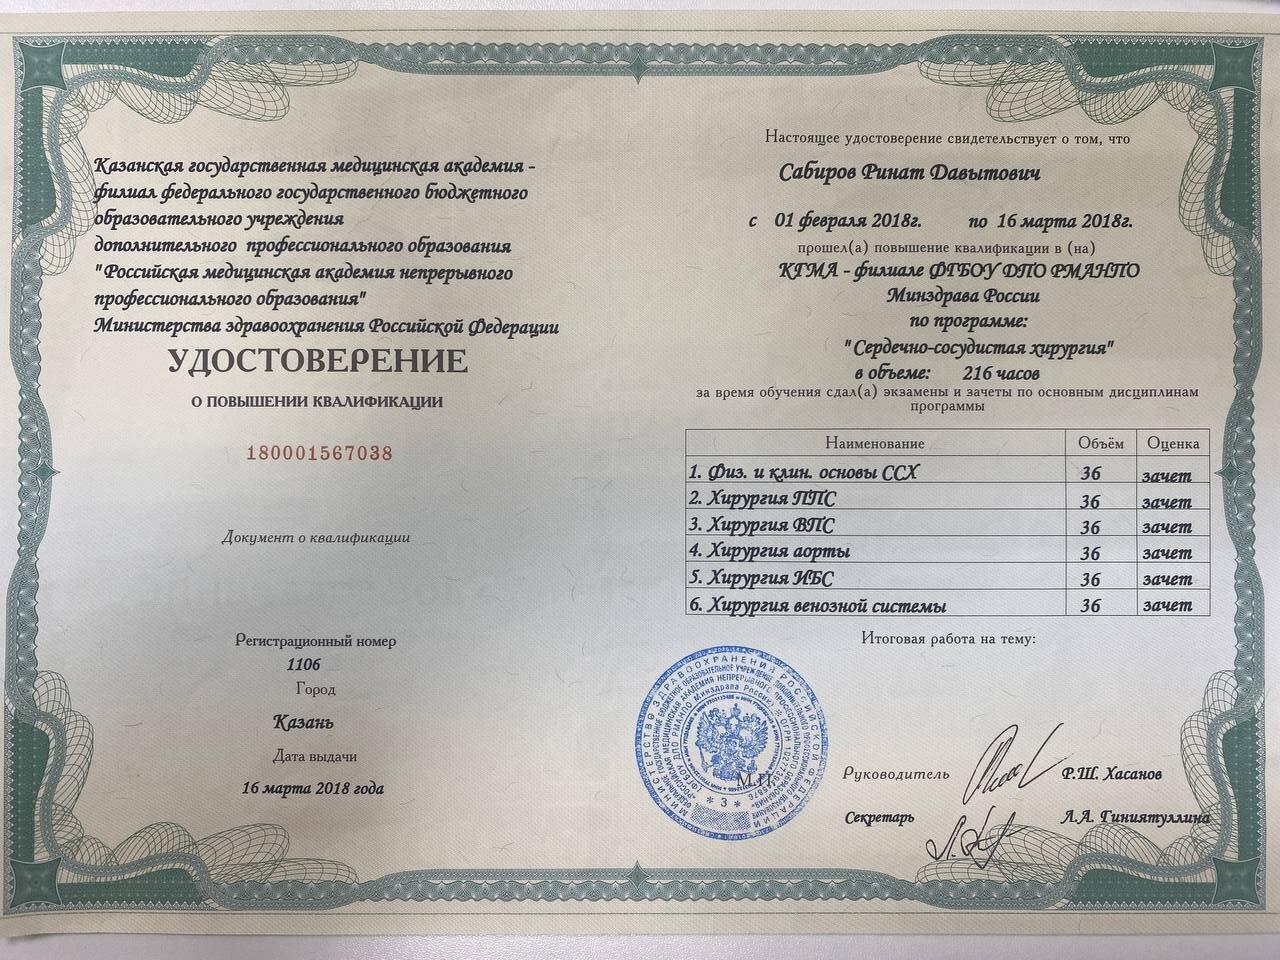 Казанская государственная медицинская академия -
филиал федерального государственного бюджетного
образовательного учреждения
дополнительного профессионального образования
"Российская медицинская академия непрерывного
профессионального образования"
Министерства здравоохранения Российской Федерации
УДОСТОВЕРЕНИЕ
О ПОВЫШЕНИИ КВАЛИФИКАЦИИ
180001567038
Документ о квалификации
Регистрационный номер
1106
Город
Казань
Дата выдачи
16 марта 2018 года
Настоящее удостоверение свидетельствует о том, что
Сабиров Ринат Давытович
с 01 февраля 2018г. по 16 марта 2018г.
прошел(а) повышение квалификации в (на)
КГМА - филиале ФГБОУ ДПО РМАНПО
Минздрава России
по программе:
"Сердечно-сосудистая хирургия"
в объеме: 216 часов
за время обучения сдал(а) экзамены и зачеты по основным дисциплинам
программы
Наименование Объём Оценка
1. Физ. и клин. основы ССХ 36 зачет
2. Хирургия ППС 36 зачет
3. Хирургия ВПС 36 зачет
4. Хирургия аорты 36 зачет
5. Хирургия ИБС 36 зачет
6. Хирургия венозной системы 36 зачет
Итоговая работа на тему:
МИНИСТЕРСТВО ЗДРАВООХРАНЕНИЯ РОССИЙСКОЙ ФЕДЕРАЦИИ
* 3 *
М.П.
Руководитель Р.Ш. Хасанов
Секретарь Л.А. Гиниятуллина